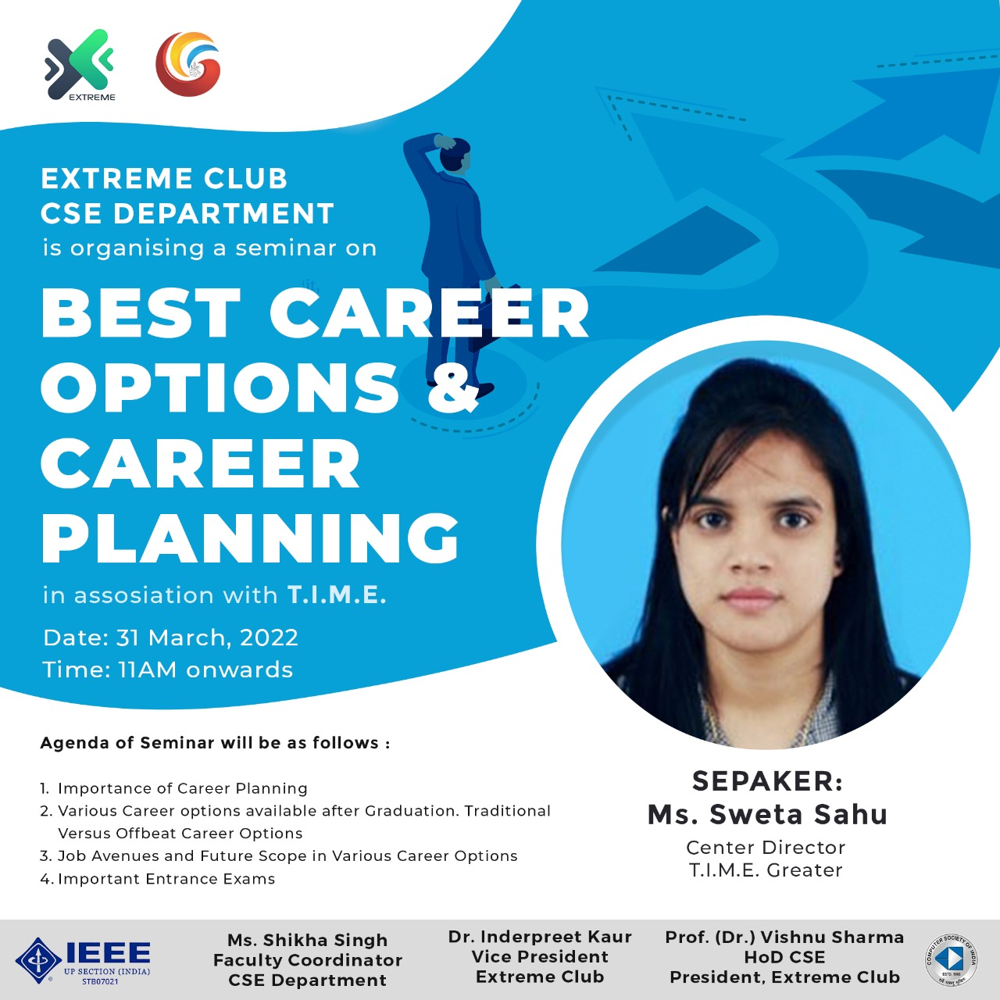 EXTREME
EXTREME CLUB
CSE DEPARTMENT
is organising a seminar on
BEST CAREER
OPTIONS &
CAREER
PLANNING
in assosiation with T.I.M.E.
Date: 31 March, 2022
Time: 11AM onwards
Agenda of Seminar will be as follows :
1. Importance of Career Planning
2. Various Career options available after Graduation. Traditional
Versus Offbeat Career Options
3. Job Avenues and Future Scope in Various Career Options
4. Important Entrance Exams
SEPAKER:
Ms. Sweta Sahu
Center Director
T.I.M.E. Greater
IEEE
UP SECTION (INDIA)
STB07021
Ms. Shikha Singh
Faculty Coordinator
CSE Department
Dr. Inderpreet Kaur
Vice President
Extreme Club
Prof. (Dr.) Vishnu Sharma
HoD CSE
President, Extreme Club
COMPUTER SOCIETY OF INDIA
ESTD. 1965